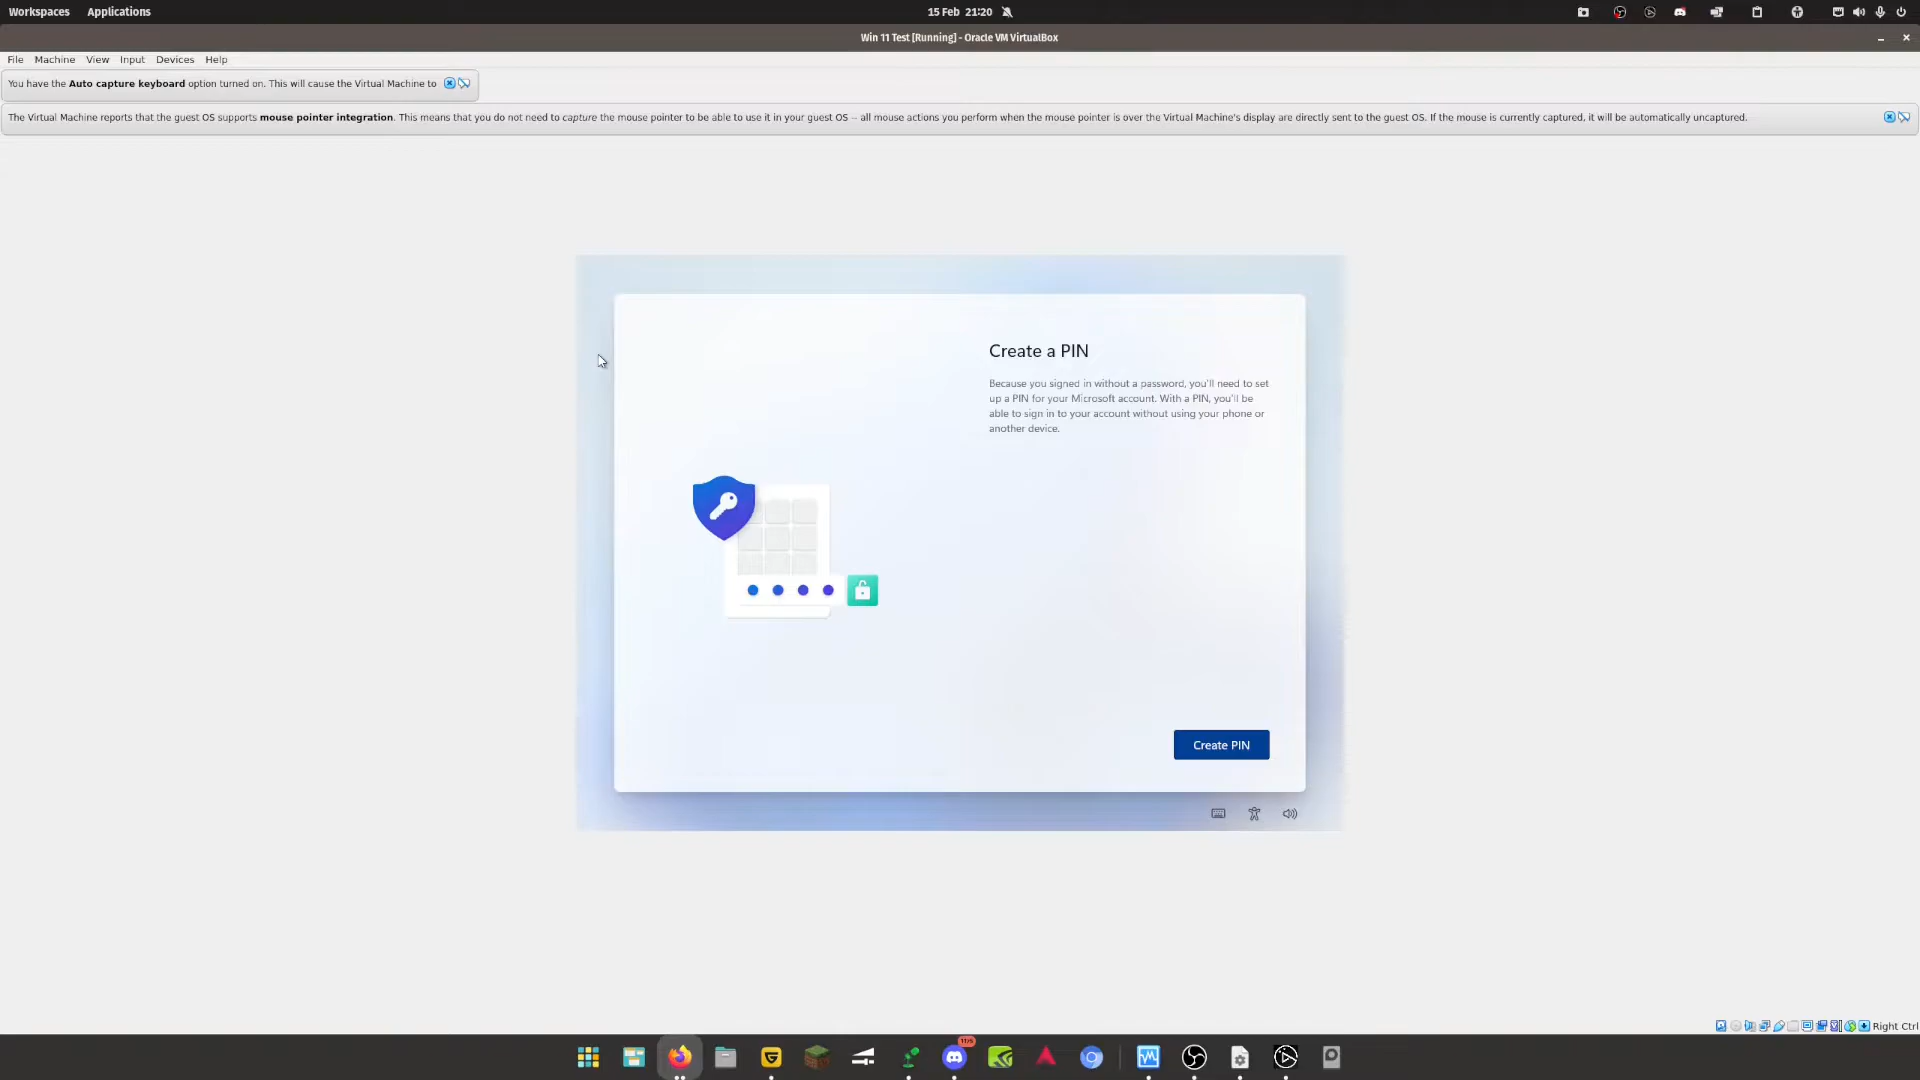 Workspaces Applications 15 Feb 21:20
Win 11 Test [Running] - Oracle VM VirtualBox
File Machine View Input Devices Help
You have the Auto capture keyboard option turned on. This will cause the Virtual Machine to
The Virtual Machine reports that the guest OS supports mouse pointer integration. This means that you do not need to capture the mouse pointer to be able to use it in your guest OS – all mouse actions you perform when the mouse pointer is over the Virtual Machine's display are directly sent to the guest OS. If the mouse is currently captured, it will be automatically uncaptured.
Create a PIN
Because you signed in without a password, you'll need to set
up a PIN for your Microsoft account. With a PIN, you'll be
able to sign in to your account without using your phone or
another device.
Create PIN
Right Ctrl